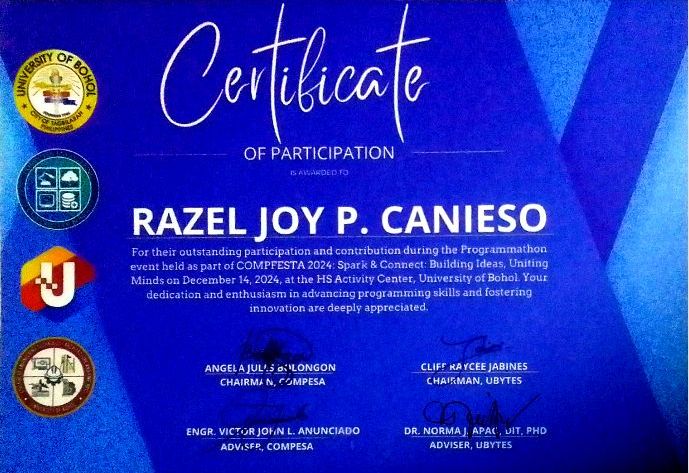 UNIVERSITY OF BOHOL
CITY OF TAGBILARAN
PHILIPPINES
U
Certificate
OF PARTICIPATION
IS AWARDED TO
RAZEL JOY P. CANIESO
For their outstanding participation and contribution during the Programmathon
event held as part of COMPFESTA 2024: Spark & Connect: Building Ideas, Uniting
Minds on December 14, 2024, at the HS Activity Center, University of Bohol. Your
dedication and enthusiasm in advancing programming skills and fostering
innovation are deeply appreciated.
ANGELA JULES BOLONGON
CHAIRMAN, COMPESA
CLIFF RAYCEE JABINES
CHAIRMAN, UBYTES
ENGR. VICTOR JOHN L. ANUNCIADO
ADVISER, COMPESA
DR. NORMA J. APAO, DIT, PHD
ADVISER, UBYTES